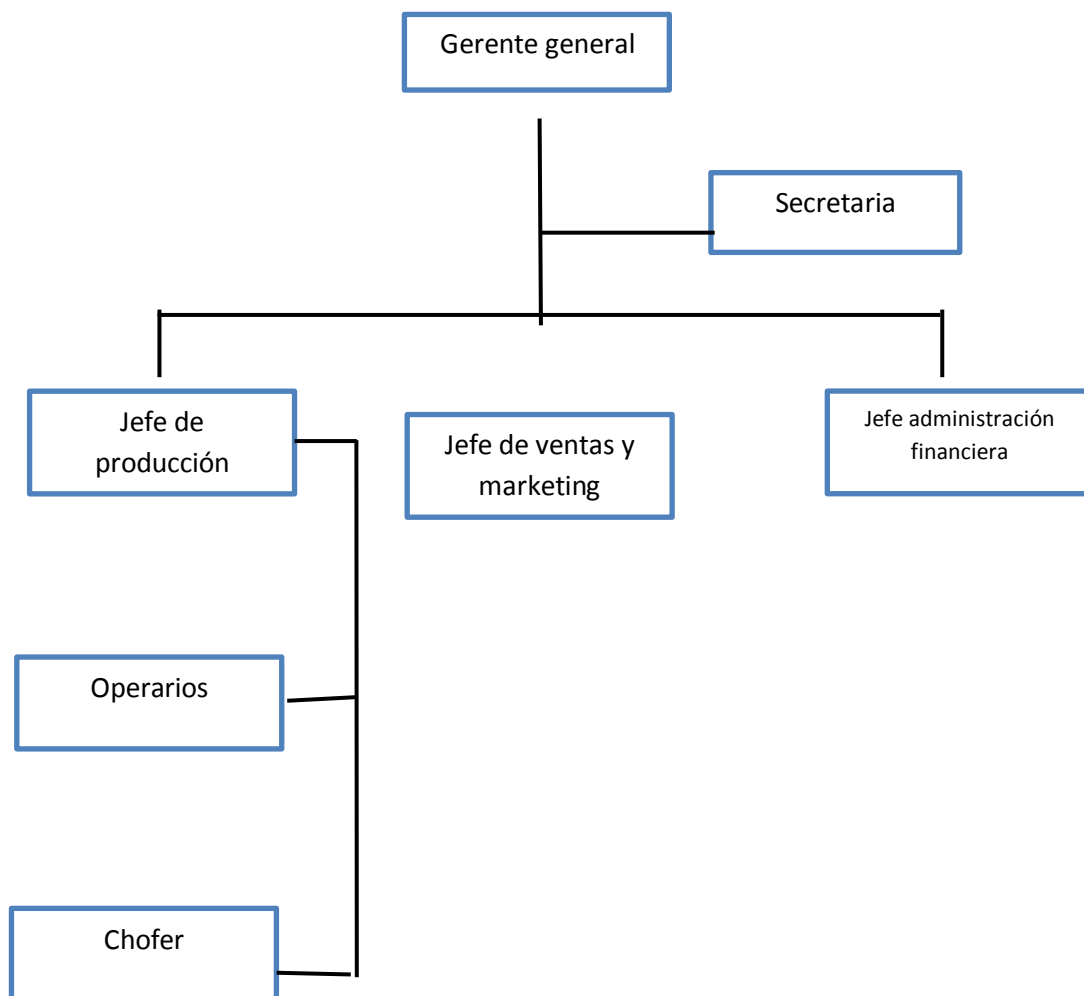 Gerente general
Secretaria
Jefe de
producción
Jefe de ventas y
marketing
Jefe administración
financiera
Operarios
Chofer